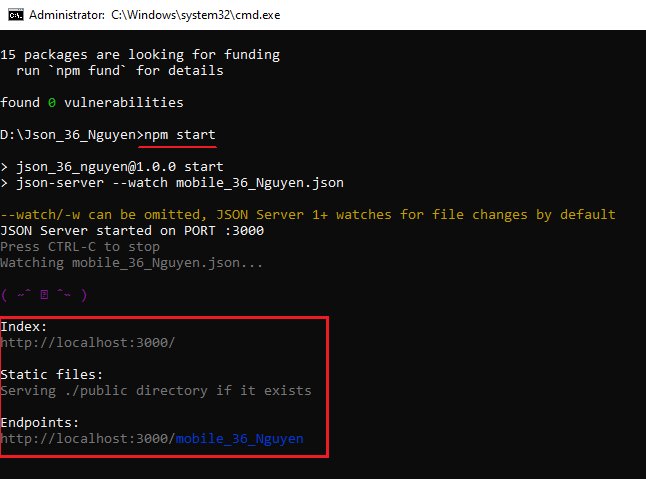 Administrator: C:\Windows\system32\cmd.exe
15 packages are looking for funding
  run `npm fund` for details
found 0 vulnerabilities
D:\Json_36_Nguyen>npm start
> json_36_nguyen@1.0.0 start
> json-server --watch mobile_36_Nguyen.json
--watch/-w can be omitted, JSON Server 1+ watches for file changes by default
JSON Server started on PORT :3000
Press CTRL-C to stop
Watching mobile_36_Nguyen.json...
Index:
http://localhost:3000/
Static files:
Serving ./public directory if it exists
Endpoints:
http://localhost:3000/mobile_36_Nguyen